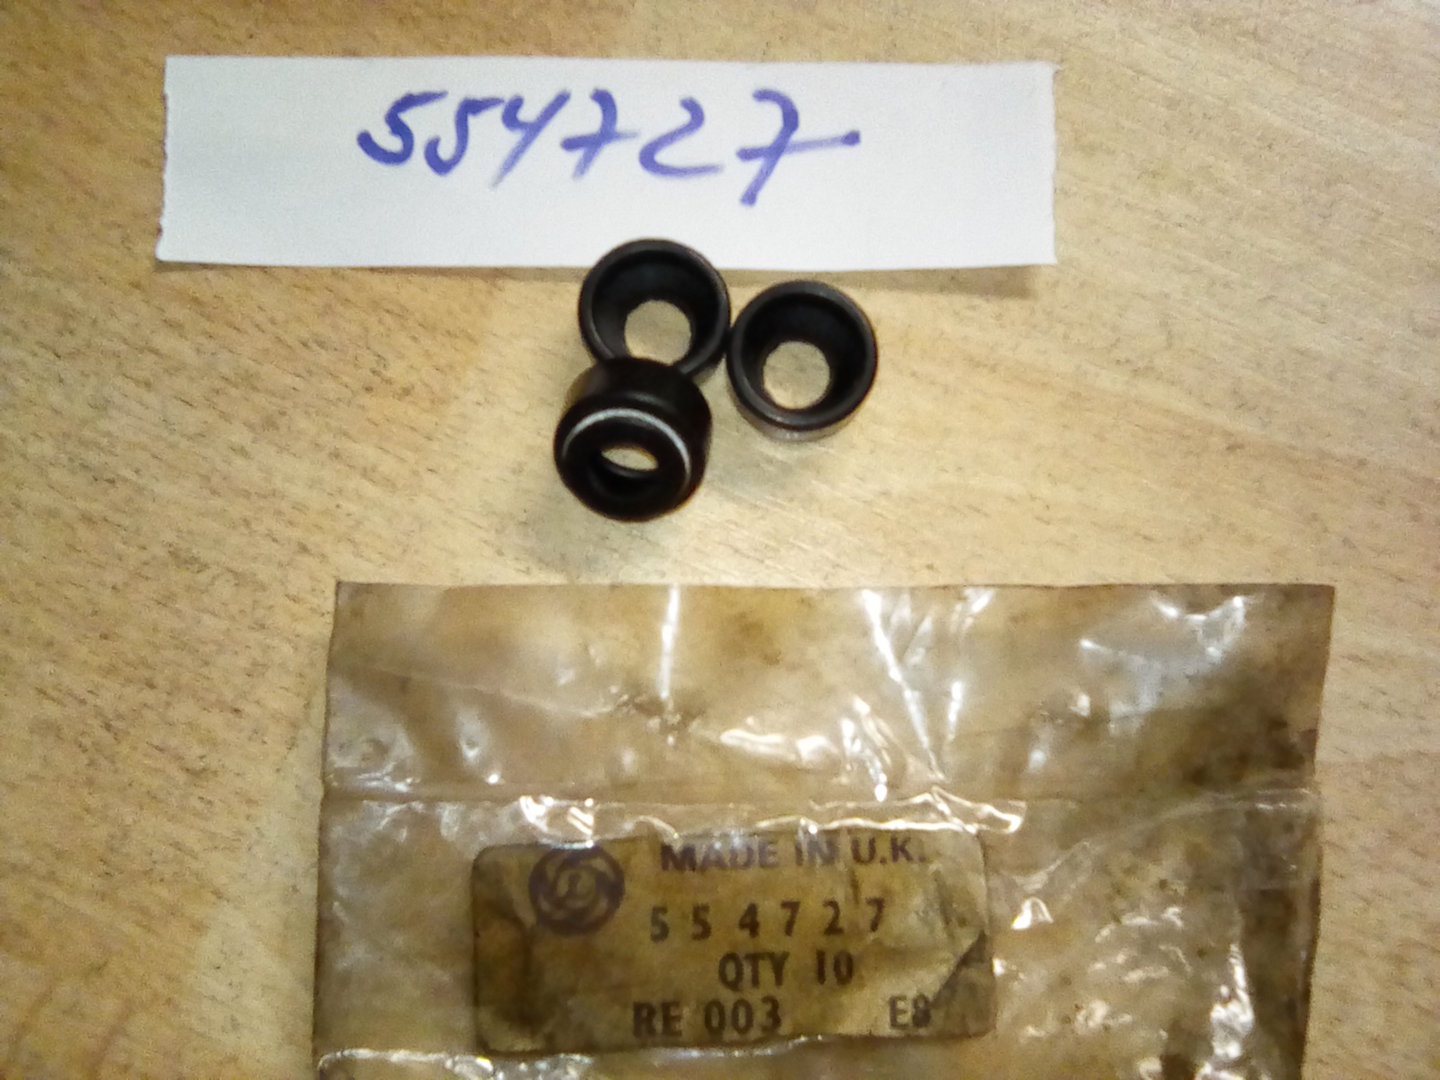 554727
MADE IN U.K.
554727
QTY 10
RE 003 E8